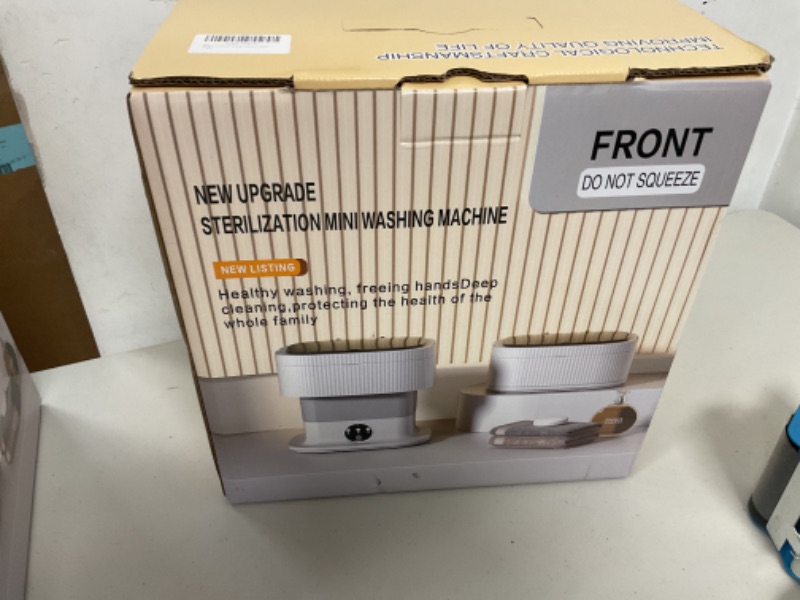 TECHNOLOGICAL CRAFTSMANSHIP
IMPROVING QUALITY OF LIFE
FRONT
DO NOT SQUEEZE
NEW UPGRADE
STERILIZATION MINI WASHING MACHINE
NEW LISTING
Healthy washing, freeing handsDeep
cleaning,protecting the health of the
whole family